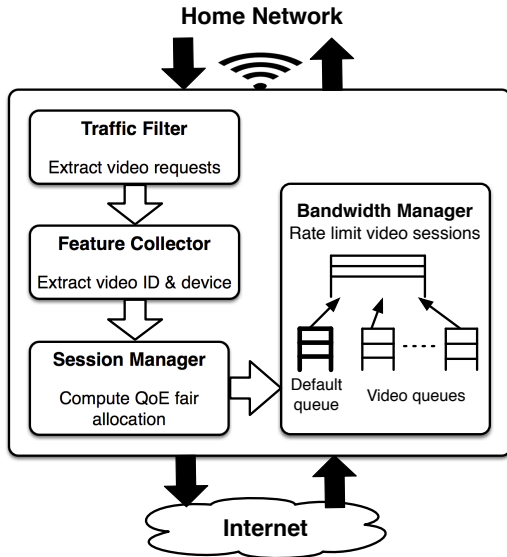 Home Network
Traffic Filter
Extract video requests
Feature Collector
Extract video ID & device
Session Manager
Compute QoE fair
allocation
Bandwidth Manager
Rate limit video sessions
Default
queue
Video queues
Internet